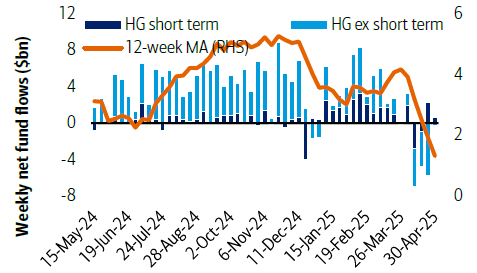 12
6
HG short term
HG ex short term
12-week MA (RHS)
8
4
4
0
2
-4
-8
0
Weekly net fund flows ($bn)
15-May-24
19-Jun-24
24-Jul-24
28-Aug-24
2-Oct-24
6-Nov-24
11-Dec-24
15-Jan-25
19-Feb-25
26-Mar-25
30-Apr-25